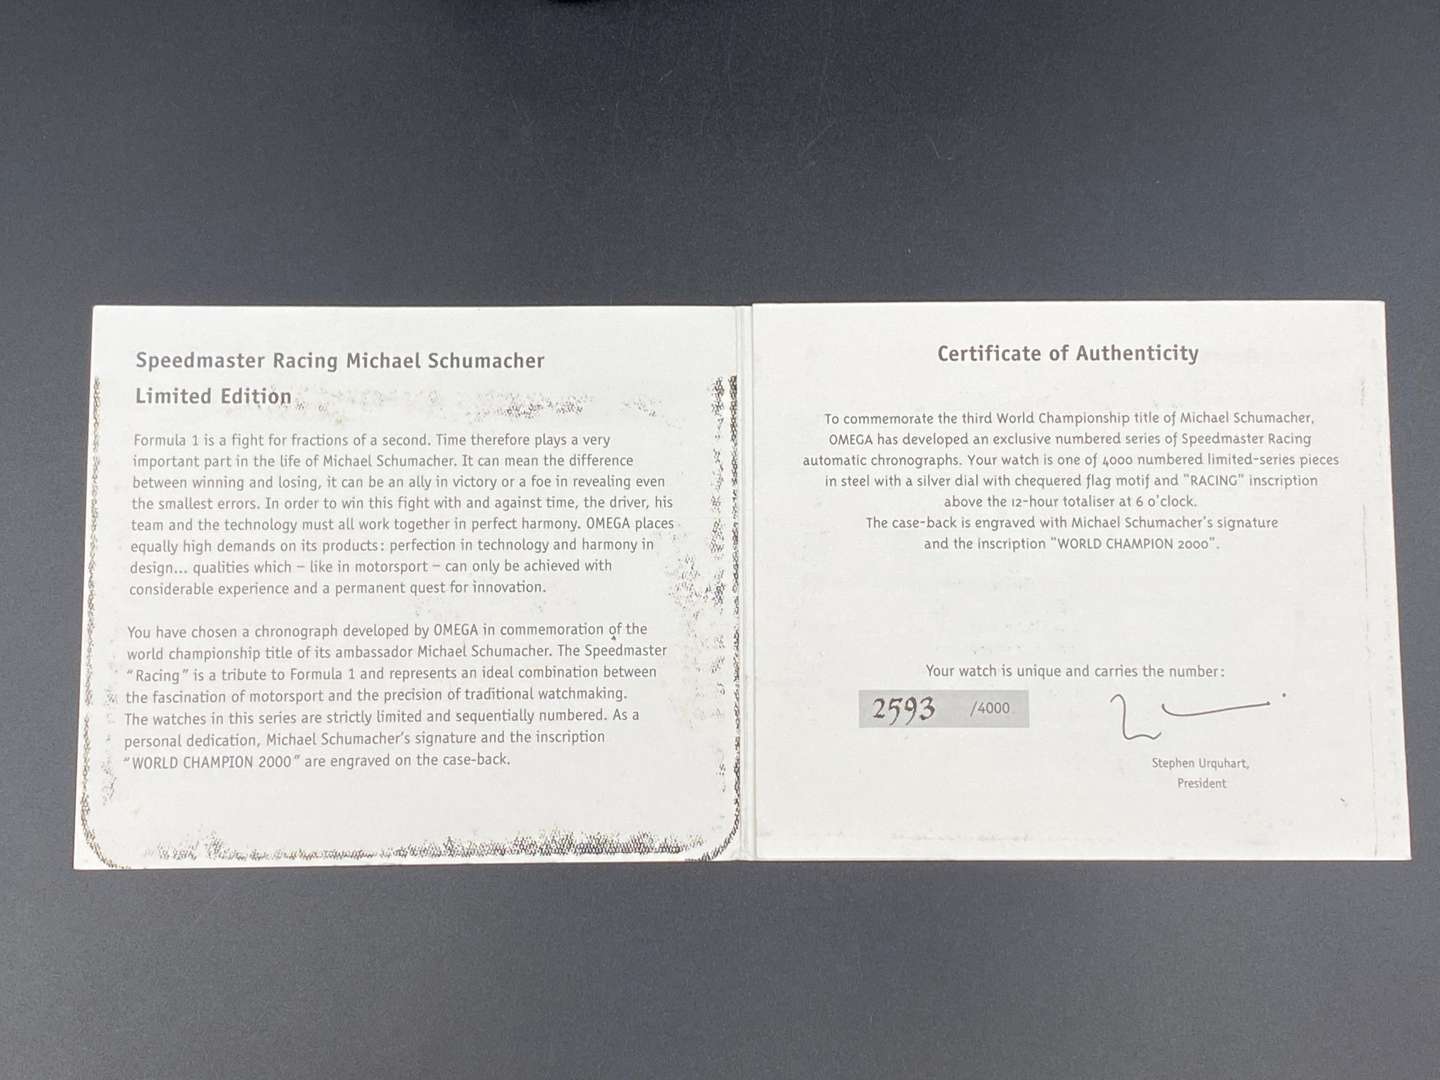 Speedmaster Racing Michael Schumacher
Limited Edition
Formula 1 is a fight for fractions of a second. Time therefore plays a very
important part in the life of Michael Schumacher. It can mean the difference
between winning and losing, it can be an ally in victory or a foe in revealing even
the smallest errors. In order to win this fight with and against time, the driver, his
team and the technology must all work together in perfect harmony. OMEGA places
equally high demands on its products: perfection in technology and harmony in
design... qualities which – like in motorsport – can only be achieved with
considerable experience and a permanent quest for innovation.
You have chosen a chronograph developed by OMEGA in commemoration of the
world championship title of its ambassador Michael Schumacher. The Speedmaster
“Racing” is a tribute to Formula 1 and represents an ideal combination between
the fascination of motorsport and the precision of traditional watchmaking.
The watches in this series are strictly limited and sequentially numbered. As a
personal dedication, Michael Schumacher's signature and the inscription
“WORLD CHAMPION 2000” are engraved on the case-back.
Certificate of Authenticity
To commemorate the third World Championship title of Michael Schumacher,
OMEGA has developed an exclusive numbered series of Speedmaster Racing
automatic chronographs. Your watch is one of 4000 numbered limited-series pieces
in steel with a silver dial with chequered flag motif and "RACING" inscription
above the 12-hour totaliser at 6 o'clock.
The case-back is engraved with Michael Schumacher's signature
and the inscription "WORLD CHAMPION 2000".
Your watch is unique and carries the number:
2593 /4000
Stephen Urquhart,
President